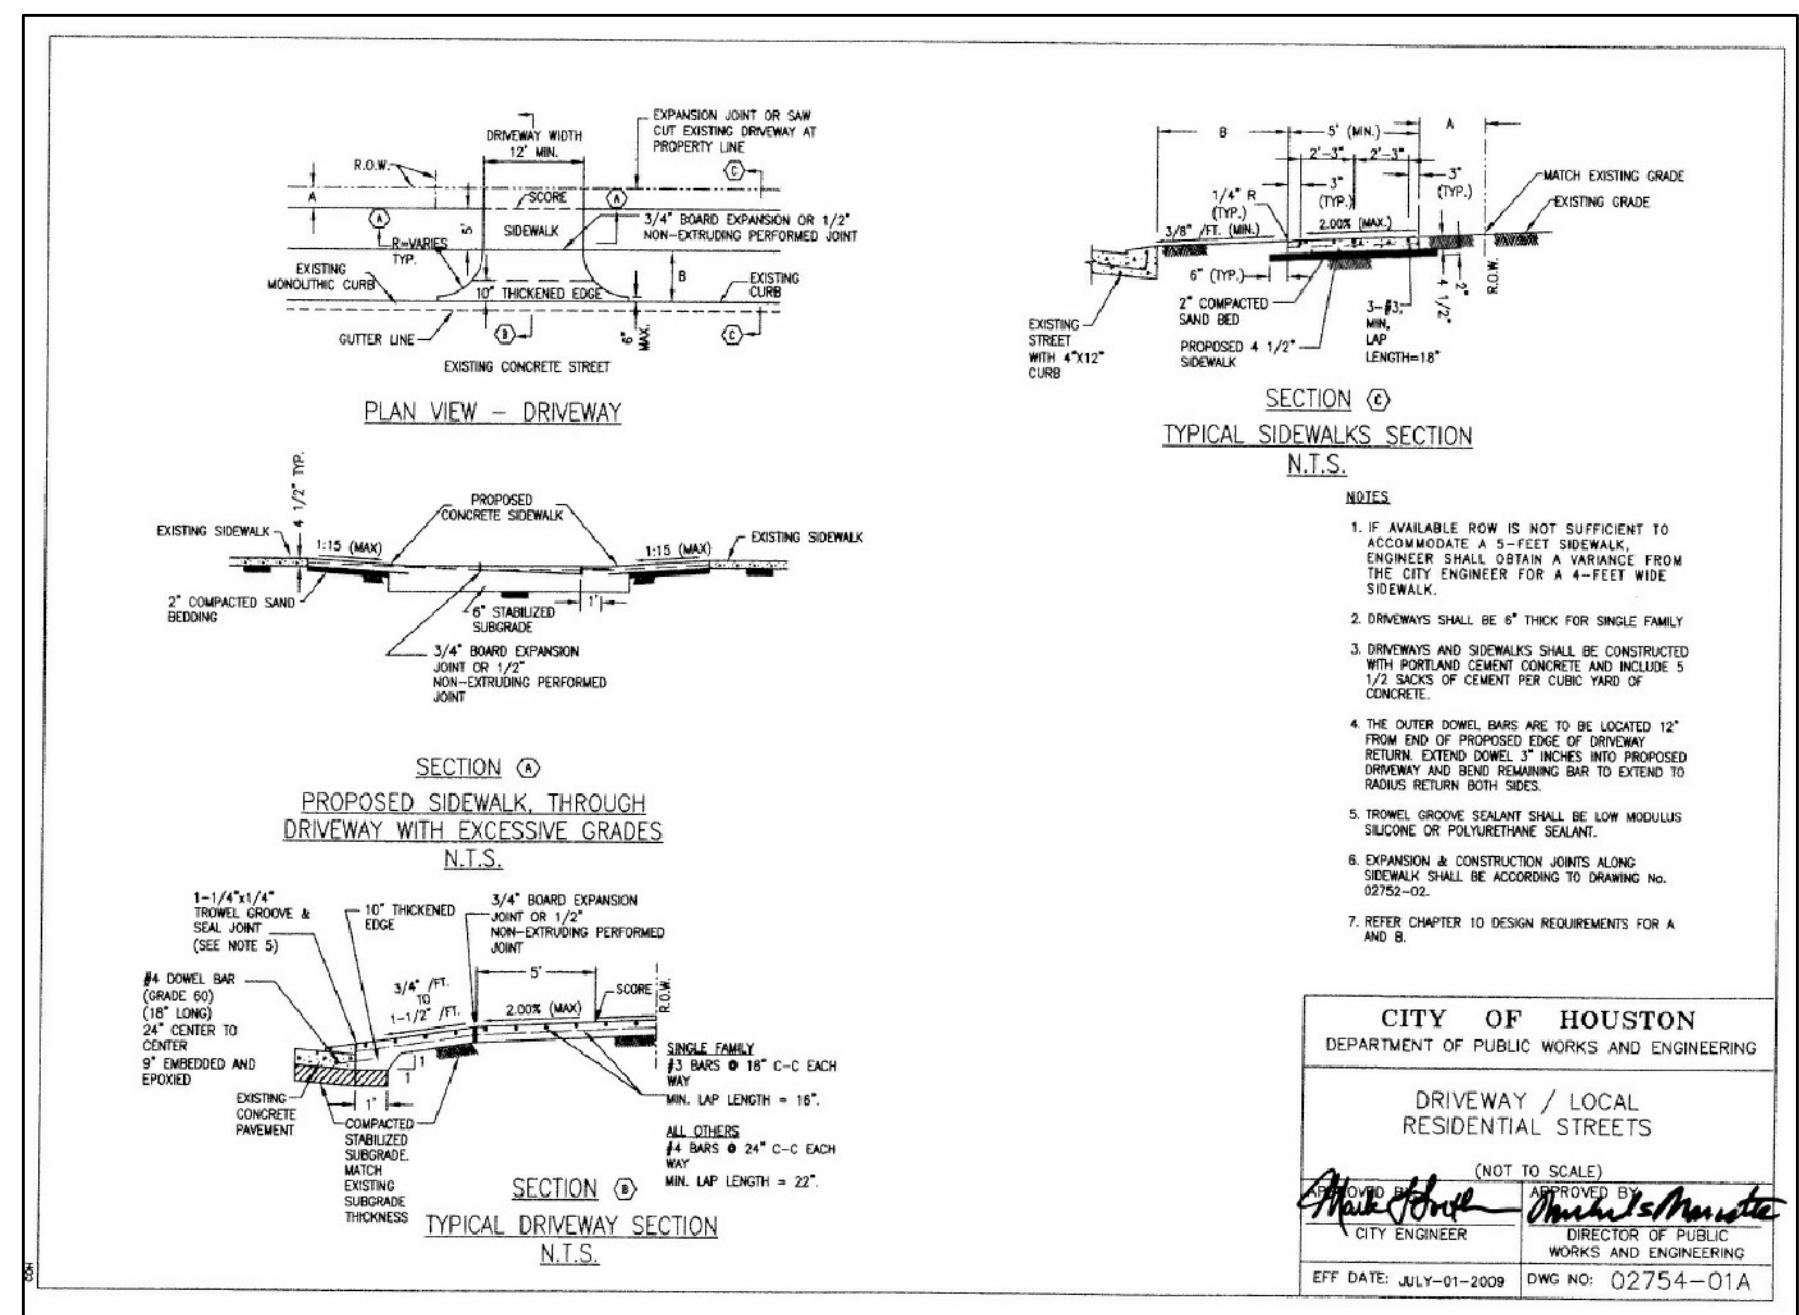 EXPANSION JOINT OR SAW
CUT EXISTING DRIVEWAY AT
PROPERTY LINE
DRIVEWAY WIDTH
12' MIN.
R.O.W.
C
A
SCORE
A
A
3/4" BOARD EXPANSION OR 1/2"
NON-EXTRUDING PERFORMED JOINT
5'
SIDEWALK
R=VARIES
TYP.
EXISTING
MONOLITHIC CURB
B
EXISTING
CURB
10" THICKENED EDGE
GUTTER LINE
B
6"
MAX.
C
EXISTING CONCRETE STREET
PLAN VIEW - DRIVEWAY
B
5' (MIN.)
A
2'-3"
2'-3"
3"
(TYP.)
3"
(TYP.)
MATCH EXISTING GRADE
EXISTING GRADE
1/4" R
(TYP.)
3/8" /FT. (MIN.)
2.00% (MAX.)
6" (TYP.)
2" COMPACTED
SAND BED
EXISTING
STREET
WITH 4"X12"
CURB
PROPOSED 4 1/2"
SIDEWALK
3-#3,
MIN.
LAP
LENGTH=18"
4 1/2"
2"
R.O.W.
SECTION C
TYPICAL SIDEWALKS SECTION
N.T.S.
4 1/2" TYP.
PROPOSED
CONCRETE SIDEWALK
EXISTING SIDEWALK
EXISTING SIDEWALK
1:15 (MAX)
1:15 (MAX)
2" COMPACTED SAND
BEDDING
6" STABILIZED
SUBGRADE
1'
3/4" BOARD EXPANSION
JOINT OR 1/2"
NON-EXTRUDING PERFORMED
JOINT
SECTION A
PROPOSED SIDEWALK, THROUGH
DRIVEWAY WITH EXCESSIVE GRADES
N.T.S.
1-1/4"x1/4"
TROWEL GROOVE &
SEAL JOINT
(SEE NOTE 5)
10" THICKENED
EDGE
3/4" BOARD EXPANSION
JOINT OR 1/2"
NON-EXTRUDING PERFORMED
JOINT
#4 DOWEL BAR
(GRADE 60)
(18" LONG)
24" CENTER TO
CENTER
9" EMBEDDED AND
EPOXIED
3/4" /FT.
TO
1-1/2" /FT.
5'
2.00% (MAX)
SCORE
R.O.W.
1
1
EXISTING
CONCRETE
PAVEMENT
1"
COMPACTED
STABILIZED
SUBGRADE.
MATCH
EXISTING
SUBGRADE
THICKNESS
SINGLE FAMILY
#3 BARS @ 18" C-C EACH
WAY
MIN. LAP LENGTH = 16".
ALL OTHERS
#4 BARS @ 24" C-C EACH
WAY
MIN. LAP LENGTH = 22".
SECTION B
TYPICAL DRIVEWAY SECTION
N.T.S.
NOTES
1. IF AVAILABLE ROW IS NOT SUFFICIENT TO
ACCOMMODATE A 5-FEET SIDEWALK,
ENGINEER SHALL OBTAIN A VARIANCE FROM
THE CITY ENGINEER FOR A 4-FEET WIDE
SIDEWALK.
2. DRIVEWAYS SHALL BE 6" THICK FOR SINGLE FAMILY
3. DRIVEWAYS AND SIDEWALKS SHALL BE CONSTRUCTED
WITH PORTLAND CEMENT CONCRETE AND INCLUDE 5
1/2 SACKS OF CEMENT PER CUBIC YARD OF
CONCRETE.
4. THE OUTER DOWEL BARS ARE TO BE LOCATED 12"
FROM END OF PROPOSED EDGE OF DRIVEWAY
RETURN. EXTEND DOWEL 3" INCHES INTO PROPOSED
DRIVEWAY AND BEND REMAINING BAR TO EXTEND TO
RADIUS RETURN BOTH SIDES.
5. TROWEL GROOVE SEALANT SHALL BE LOW MODULUS
SILICONE OR POLYURETHANE SEALANT.
6. EXPANSION & CONSTRUCTION JOINTS ALONG
SIDEWALK SHALL BE ACCORDING TO DRAWING No.
02752-02.
7. REFER CHAPTER 10 DESIGN REQUIREMENTS FOR A
AND B.
CITY OF HOUSTON
DEPARTMENT OF PUBLIC WORKS AND ENGINEERING
DRIVEWAY / LOCAL
RESIDENTIAL STREETS
(NOT TO SCALE)
APPROVED BY
CITY ENGINEER
APPROVED BY
DIRECTOR OF PUBLIC
WORKS AND ENGINEERING
EFF DATE: JULY-01-2009
DWG NO: 02754-01A
COH